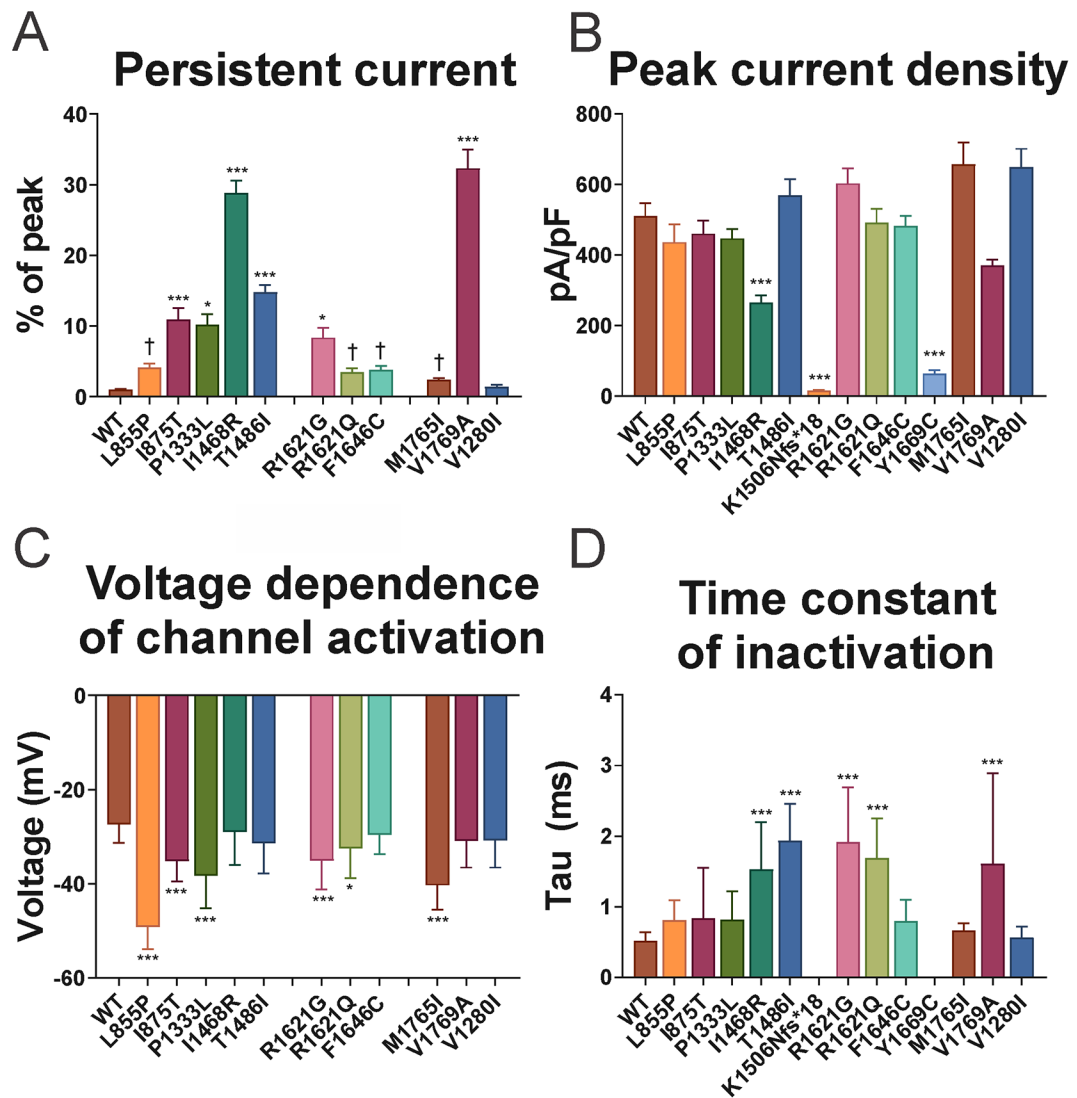 A
Persistent current
% of peak
40
30
20
10
0
†
***
*
***
***
*
†
†
†
***
WT
L855P
I875T
P1333L
I1468R
T1486I
R1621G
R1621Q
F1646C
M1765I
V1769A
V1280I
B
Peak current density
pA/pF
800
600
400
200
0
***
***
***
WT
L855P
I875T
P1333L
I1468R
T1486I
K1506Nfs*18
R1621G
R1621Q
F1646C
Y1669C
M1765I
V1769A
V1280I
C
Voltage dependence
of channel activation
Voltage (mV)
0
-20
-40
-60
***
***
***
***
*
***
WT
L855P
I875T
P1333L
I1468R
T1486I
R1621G
R1621Q
F1646C
M1765I
V1769A
V1280I
D
Time constant
of inactivation
Tau (ms)
4
3
2
1
0
***
***
***
***
***
WT
L855P
I875T
P1333L
I1468R
T1486I
K1506Nfs*18
R1621G
R1621Q
F1646C
Y1669C
M1765I
V1769A
V1280I